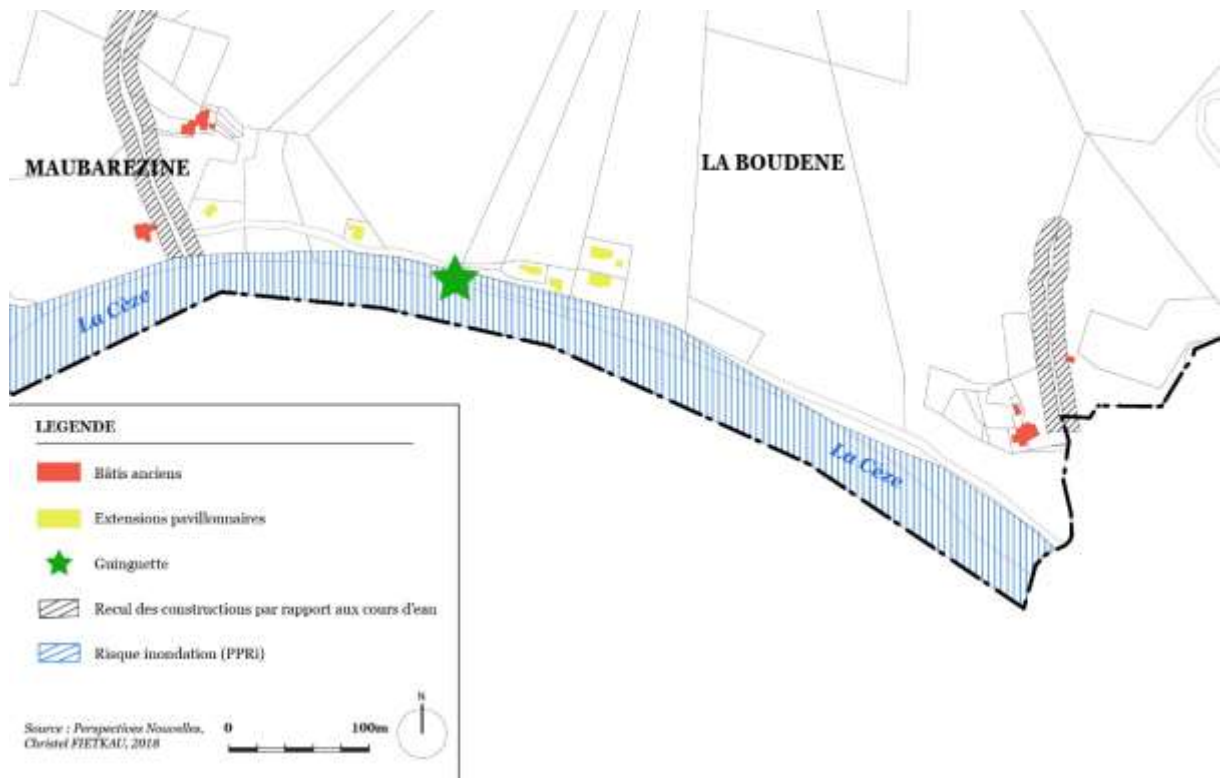 MAUBAREZINE
LA BOUDENE
La Cèze
La Cèze
LEGENDE
Bâtis anciens
Extensions pavillonnaires
Guinguette
Recul des constructions par rapport aux cours d'eau
Risque inondation (PPRi)
Source : Perspectives Nouvelles,
Christel FIETKAU, 2018
0 100m
N